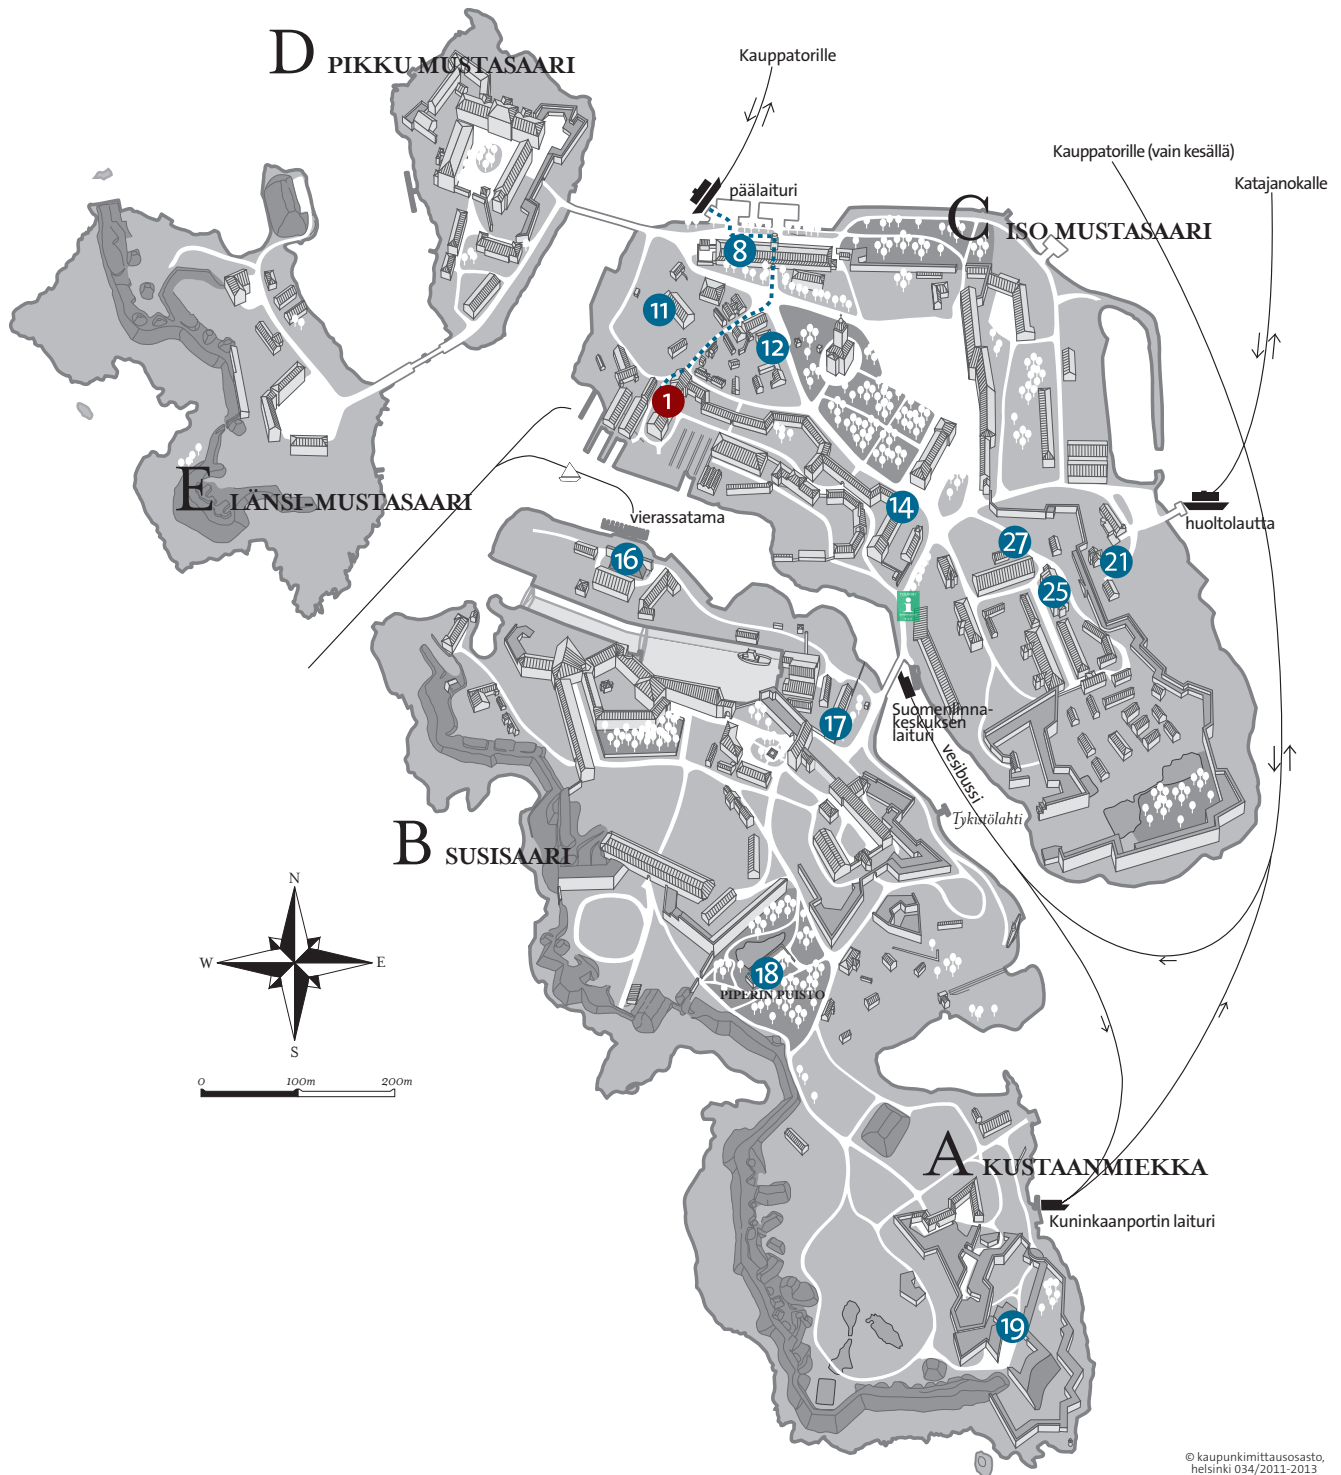 D PIKKU MUSTASAARI
Kauppatorille
Kauppatorille (vain kesällä)
Katajanokalle
päälaituri
C ISO MUSTASAARI
8
11
12
1
E LÄNSI-MUSTASAARI
vierassatama
14
huoltolautta
16
27
21
25
i
Suomenlinna-
keskuksen
laituri
17
vesibussi
Tykistölahti
B SUSISAARI
N
W
E
S
18
PIPERIN PUISTO
0 100m 200m
A KUSTAANMIEKKA
Kuninkaanportin laituri
19
© kaupunkimittausosasto,
helsinki 034/2011-2013